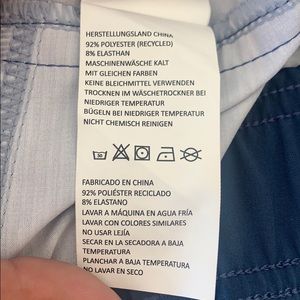 HERSTELLUNGSLAND CHINA
92% POLYESTER (RECYCLED)
8% ELASTHAN
MASCHINENWÄSCHE KALT
MIT GLEICHEN FARBEN
KEINE BLEICHMITTEL VERWENDEN
TROCKNEN IM WÄSCHETROCKNER BEI
NIEDRIGER TEMPERATUR
BÜGELN BEI NIEDRIGER TEMPERATUR
NICHT CHEMISCH REINIGEN
30
FABRICADO EN CHINA
92% POLIÉSTER RECICLADO
8% ELASTANO
LAVAR A MÁQUINA EN AGUA FRÍA
LAVAR CON COLORES SIMILARES
NO USAR LEJÍA
SECAR EN LA SECADORA A BAJA
TEMPERATURA
PLANCHAR A BAJA TEMPERATURA
NO LAVAR EN SECO